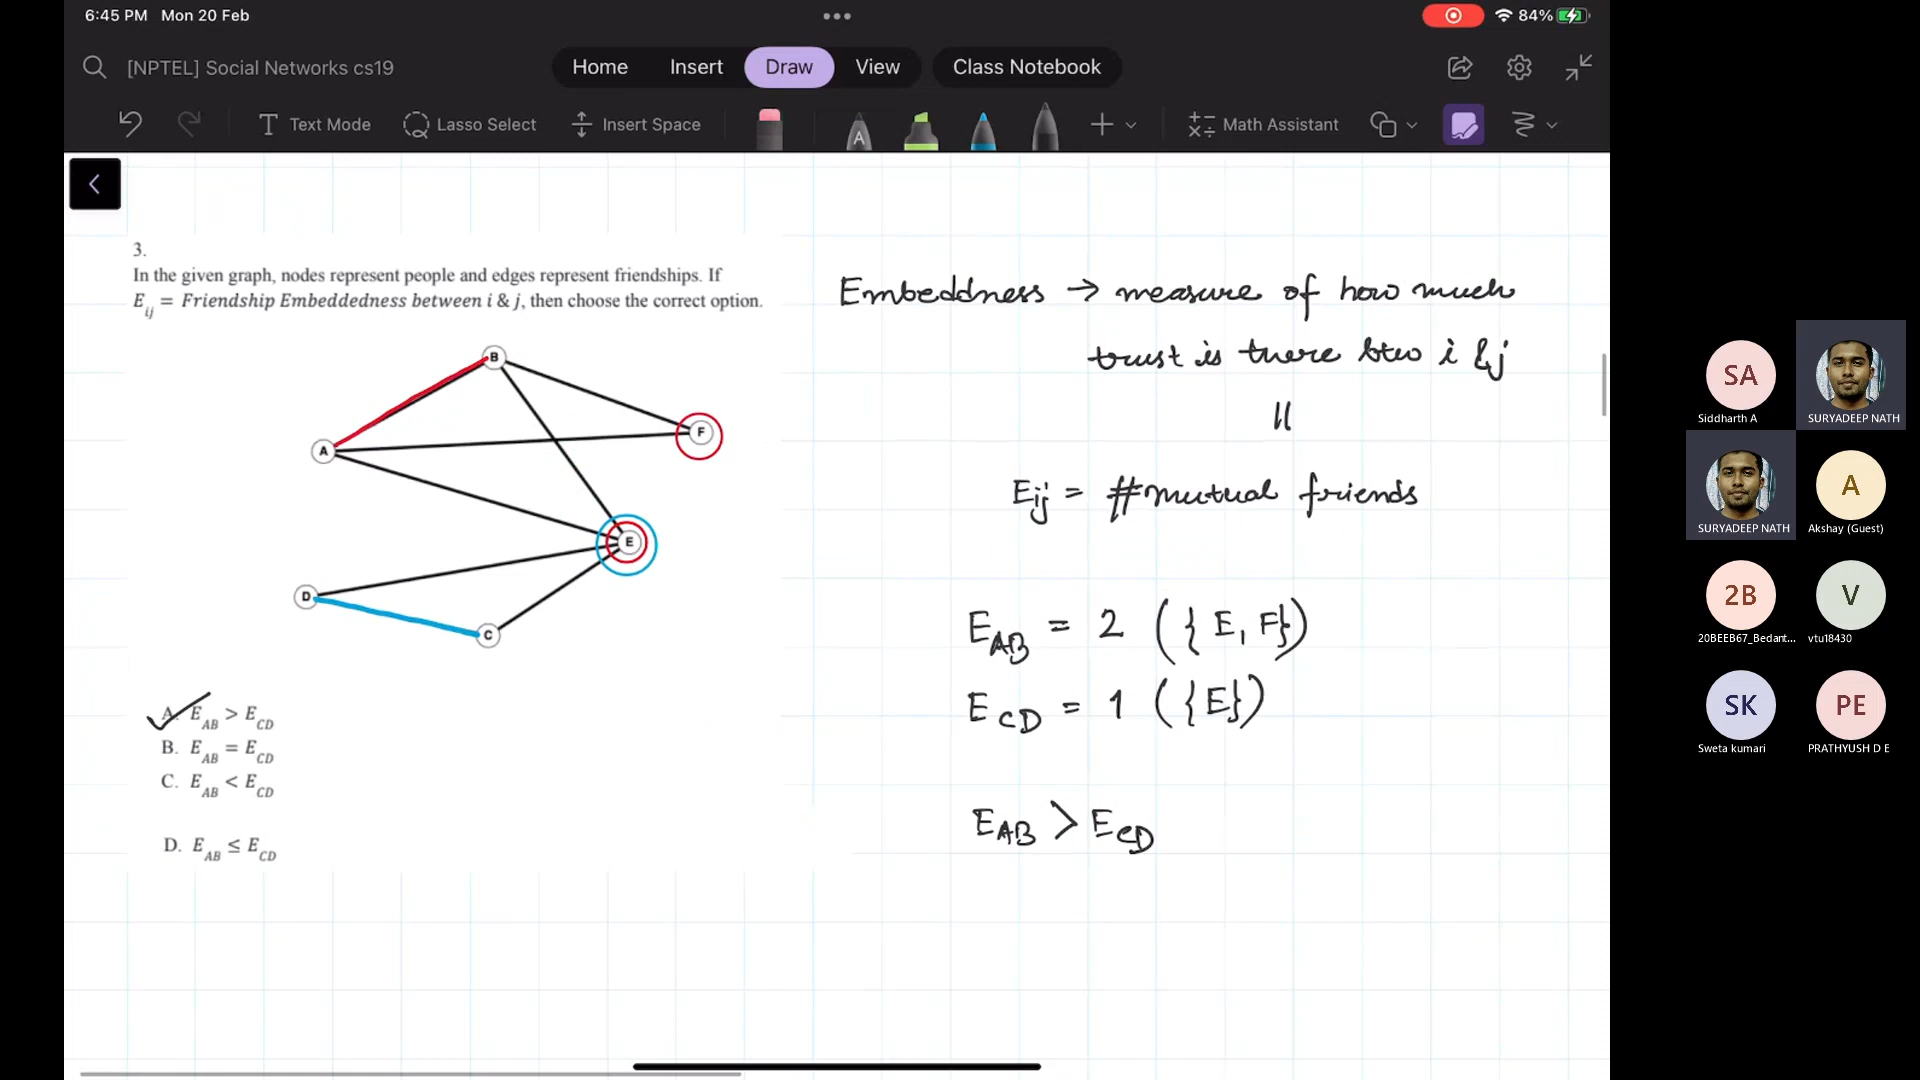 6:45 PM Mon 20 Feb
84%
[NPTEL] Social Networks cs19
Home Insert Draw View Class Notebook
Text Mode Lasso Select Insert Space A Math Assistant
3.
In the given graph, nodes represent people and edges represent friendships. If
E_ij = Friendship Embeddedness between i & j, then choose the correct option.
B
F
A
E
D
C
A. E_AB > E_CD
B. E_AB = E_CD
C. E_AB < E_CD
D. E_AB ≤ E_CD
Embeddness → measure of how much
trust is there btw i & j
Eij = #mutual friends
E_AB = 2 ({E, F})
E_CD = 1 ({E})
E_AB > E_CD
SA
Siddharth A
SURYADEEP NATH
SURYADEEP NATH
A
Akshay (Guest)
2B
20BEEB67_Bedant...
V
vtu18430
SK
Sweta kumari
PE
PRATHYUSH D E